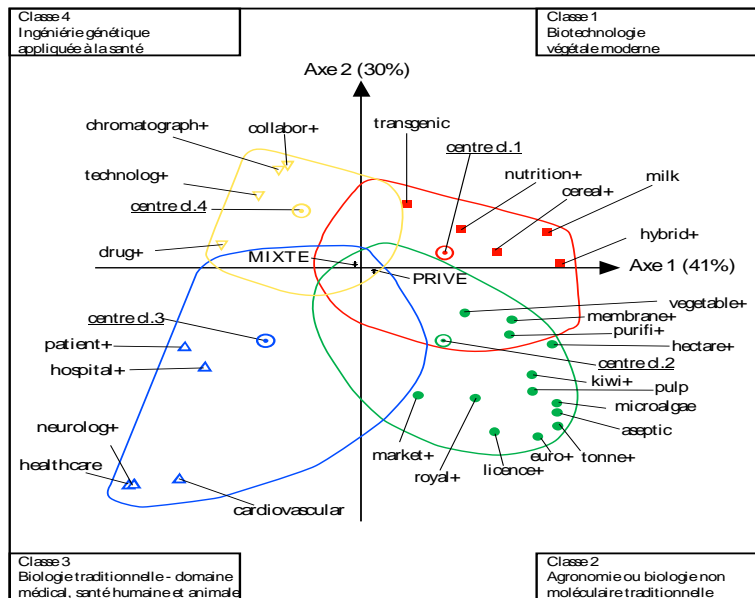 Classe 4
Ingéniérie génétique
appliquée à la santé
Classe 1
Biotechnologie
végétale moderne
Axe 2 (30%)
chromatograph+
collabor+
transgenic
centre cl.1
technolog+
nutrition+
milk
cereal+
centre cl.4
hybrid+
drug+
MIXTE
PRIVE
Axe 1 (41%)
vegetable+
centre cl.3
membrane+
purifi+
patient+
hectare+
centre cl.2
hospital+
kiwi+
pulp
microalgae
aseptic
neurolog+
market+
tonne+
euro+
healthcare
royal+
licence+
cardiovascular
Classe 3
Biologie traditionnelle - domaine
médical, santé humaine et animale
Classe 2
Agronomie ou biologie non
moléculaire traditionnelle